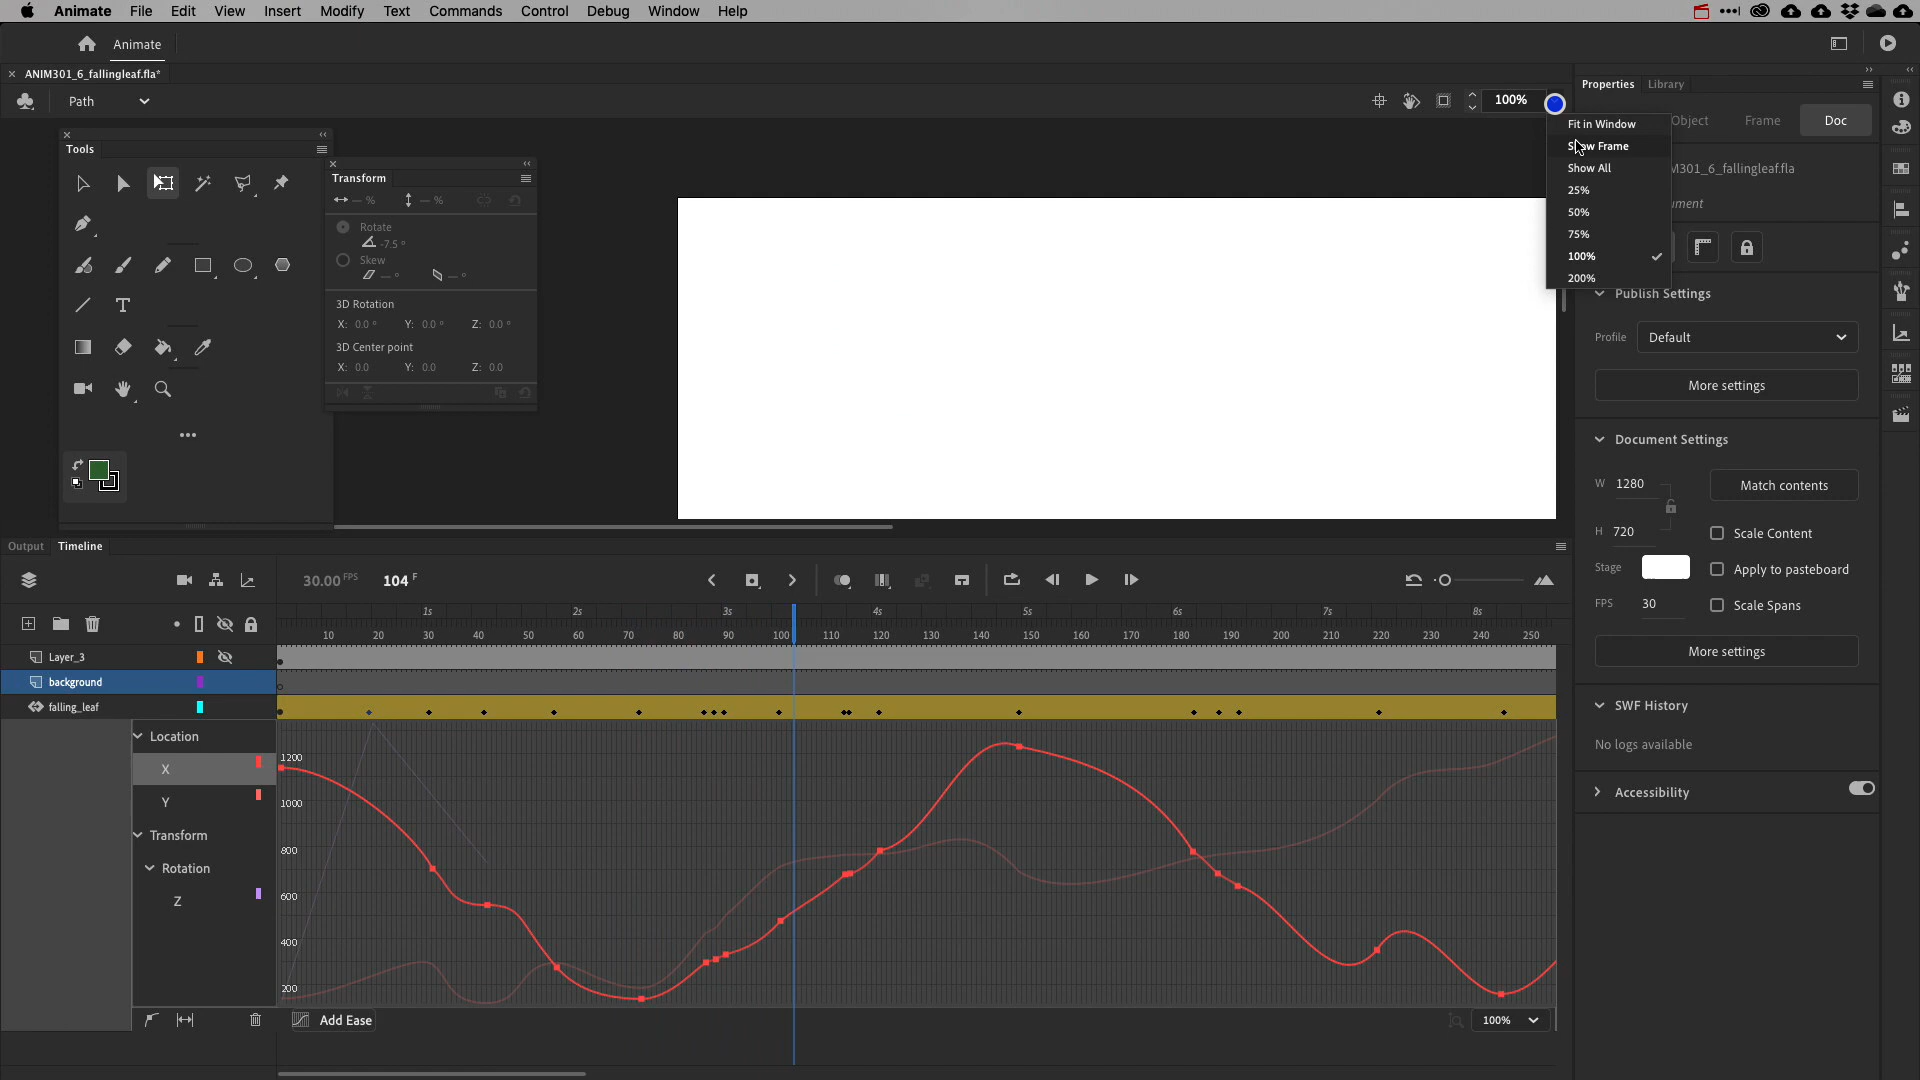 Animate File Edit View Insert Modify Text Commands Control Debug Window Help
Animate
ANIM301_6_fallingleaf.fla*
Path
100%
Fit in Window
Show Frame
Show All
25%
50%
75%
100%
200%
Tools
Transform
— %
— %
Rotate
-7.5 °
Skew
— °
— °
3D Rotation
X: 0.0 ° Y: 0.0 ° Z: 0.0 °
3D Center point
X: 0.0 Y: 0.0 Z: 0.0
Properties Library
Object Frame Doc
M301_6_fallingleaf.fla
ument
Publish Settings
Profile Default
More settings
Document Settings
W 1280
Match contents
H 720
Scale Content
Stage
Apply to pasteboard
FPS 30
Scale Spans
More settings
SWF History
No logs available
Accessibility
Output Timeline
30.00 FPS 104 F
1s 2s 3s 4s 5s 6s 7s 8s
10 20 30 40 50 60 70 80 90 100 110 120 130 140 150 160 170 180 190 200 210 220 230 240 250
Layer_3
background
falling_leaf
Location
X
Y
Transform
Rotation
Z
1200
1000
800
600
400
200
Add Ease
100%